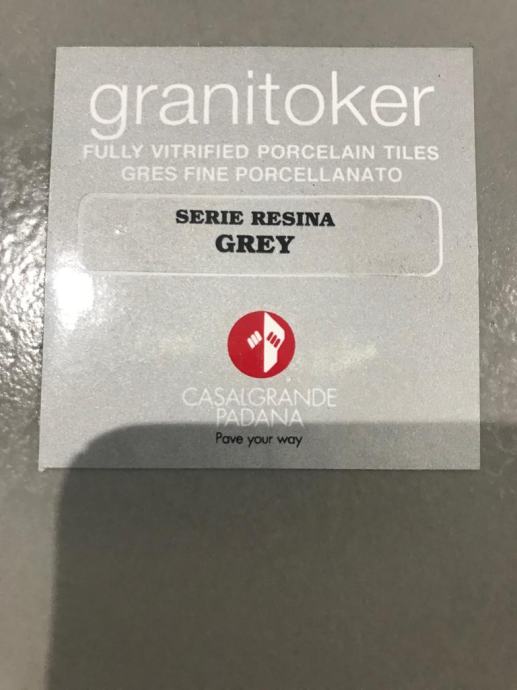 granitoker
FULLY VITRIFIED PORCELAIN TILES
GRES FINE PORCELLANATO
SERIE RESINA
GREY
CASALGRANDE
PADANA
Pave your way